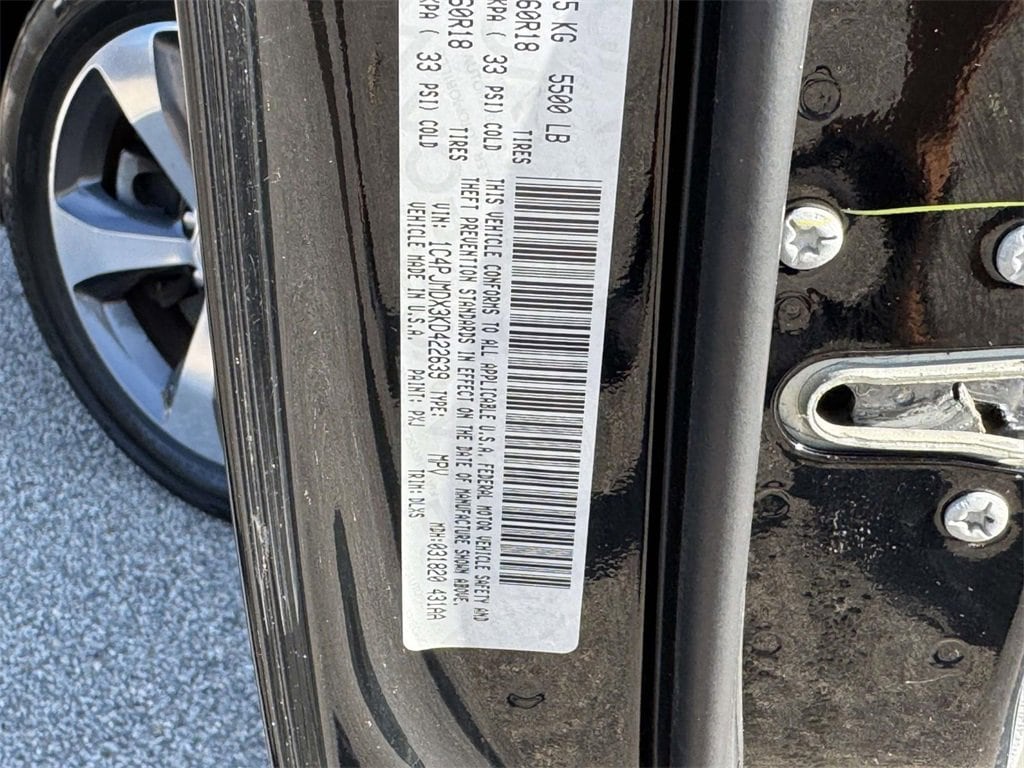 5 KG 5500 LB
60R18 TIRES
KPA ( 33 PSI) COLD
60R18 TIRES
KPA ( 33 PSI) COLD
THIS VEHICLE CONFORMS TO ALL APPLICABLE U.S.A. FEDERAL MOTOR VEHICLE SAFETY AND
THEFT PREVENTION STANDARDS IN EFFECT ON THE DATE OF MANUFACTURE SHOWN ABOVE.
VIN: 1C4PJMDX3KD422639 TYPE: MPV MDH:031820 431AA
VEHICLE MADE IN U.S.A. PAINT: PXJ TRIM:DLXS